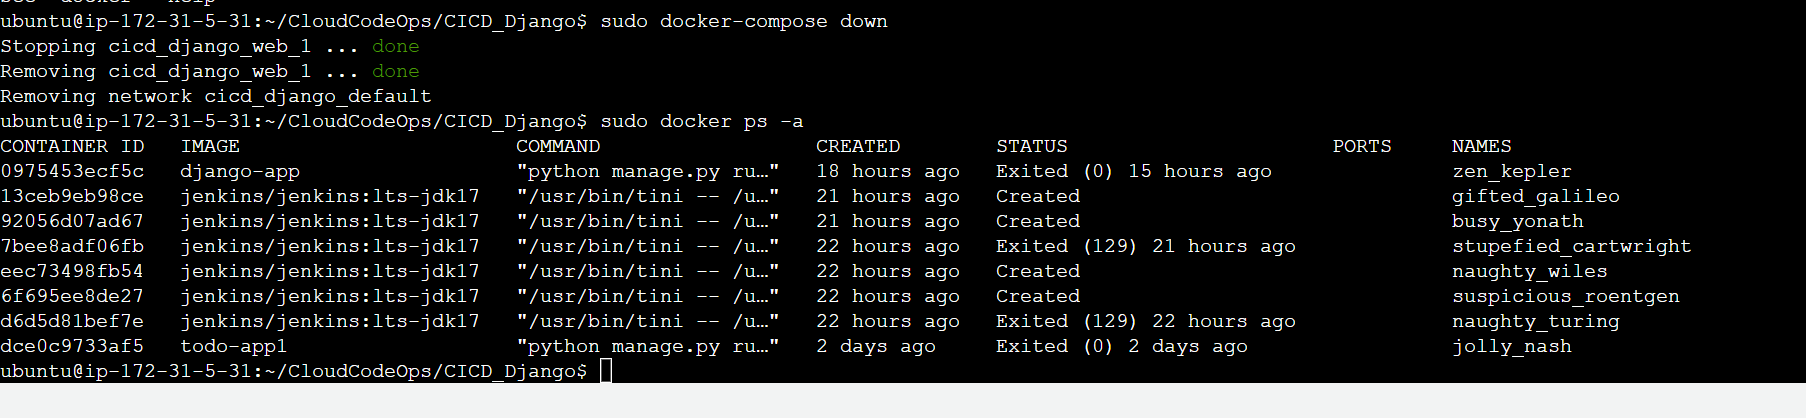 ubuntu@ip-172-31-5-31:~/CloudCodeOps/CICD_Django$ sudo docker-compose down
Stopping cicd_django_web_1 ... done
Removing cicd_django_web_1 ... done
Removing network cicd_django_default
ubuntu@ip-172-31-5-31:~/CloudCodeOps/CICD_Django$ sudo docker ps -a
CONTAINER ID   IMAGE                       COMMAND                  CREATED        STATUS                      PORTS     NAMES
0975453ecf5c   django-app                  "python manage.py ru…"   18 hours ago   Exited (0) 15 hours ago               zen_kepler
13ceb9eb98ce   jenkins/jenkins:lts-jdk17   "/usr/bin/tini -- /u…"   21 hours ago   Created                               gifted_galileo
92056d07ad67   jenkins/jenkins:lts-jdk17   "/usr/bin/tini -- /u…"   21 hours ago   Created                               busy_yonath
7bee8adf06fb   jenkins/jenkins:lts-jdk17   "/usr/bin/tini -- /u…"   22 hours ago   Exited (129) 21 hours ago             stupefied_cartwright
eec73498fb54   jenkins/jenkins:lts-jdk17   "/usr/bin/tini -- /u…"   22 hours ago   Created                               naughty_wiles
6f695ee8de27   jenkins/jenkins:lts-jdk17   "/usr/bin/tini -- /u…"   22 hours ago   Created                               suspicious_roentgen
d6d5d81bef7e   jenkins/jenkins:lts-jdk17   "/usr/bin/tini -- /u…"   22 hours ago   Exited (129) 22 hours ago             naughty_turing
dce0c9733af5   todo-app1                   "python manage.py ru…"   2 days ago     Exited (0) 2 days ago                 jolly_nash
ubuntu@ip-172-31-5-31:~/CloudCodeOps/CICD_Django$